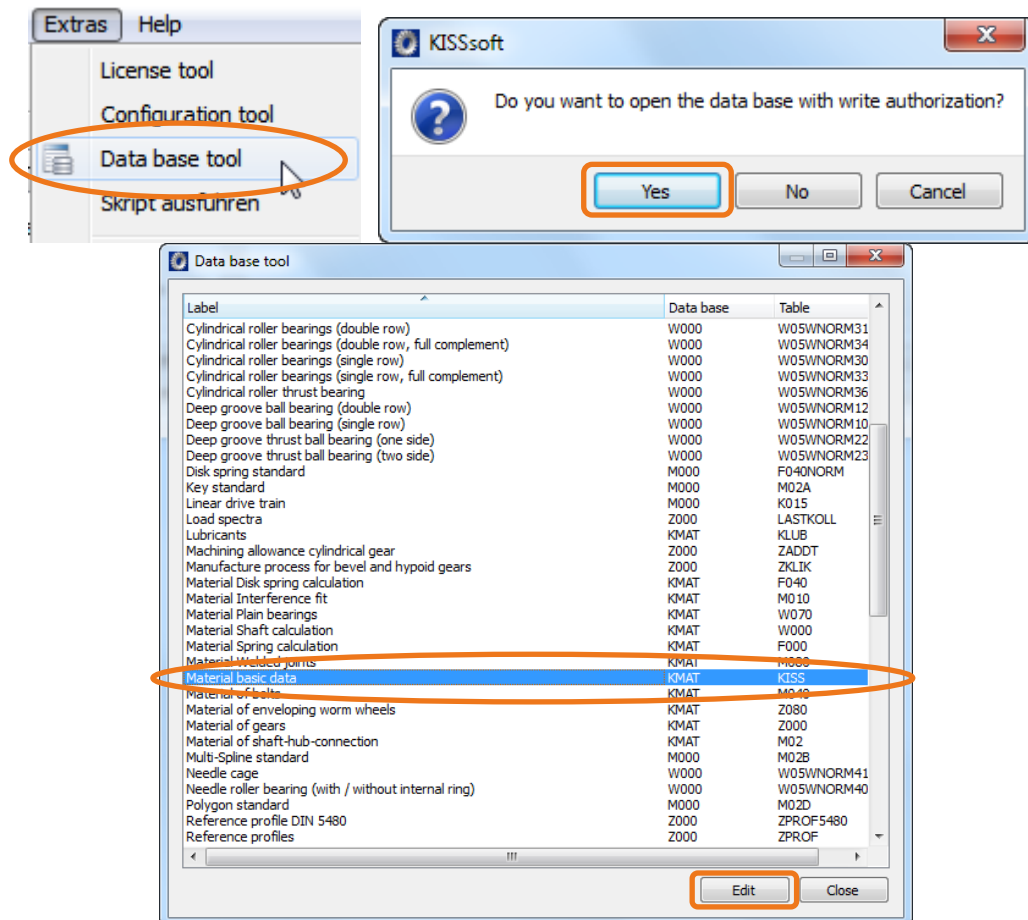 Extras Help
License tool
Configuration tool
Data base tool
Skript ausführen
KISSsoft
Do you want to open the data base with write authorization?
Yes No Cancel
Data base tool
Label Data base Table
Cylindrical roller bearings (double row) W000 W05WNORM31
Cylindrical roller bearings (double row, full complement) W000 W05WNORM34
Cylindrical roller bearings (single row) W000 W05WNORM30
Cylindrical roller bearings (single row, full complement) W000 W05WNORM33
Cylindrical roller thrust bearing W000 W05WNORM36
Deep groove ball bearing (double row) W000 W05WNORM12
Deep groove ball bearing (single row) W000 W05WNORM10
Deep groove thrust ball bearing (one side) W000 W05WNORM22
Deep groove thrust ball bearing (two side) W000 W05WNORM23
Disk spring standard M000 F040NORM
Key standard M000 M02A
Linear drive train M000 K015
Load spectra Z000 LASTKOLL
Lubricants KMAT KLUB
Machining allowance cylindrical gear Z000 ZADDT
Manufacture process for bevel and hypoid gears Z000 ZKLIK
Material Disk spring calculation KMAT F040
Material Interference fit KMAT M010
Material Plain bearings KMAT W070
Material Shaft calculation KMAT W000
Material Spring calculation KMAT F000
Material Welded joints KMAT M080
Material basic data KMAT KISS
Material of bolts KMAT M040
Material of enveloping worm wheels KMAT Z080
Material of gears KMAT Z000
Material of shaft-hub-connection KMAT M02
Multi-Spline standard M000 M02B
Needle cage W000 W05WNORM41
Needle roller bearing (with / without internal ring) W000 W05WNORM40
Polygon standard M000 M02D
Reference profile DIN 5480 Z000 ZPROF5480
Reference profiles Z000 ZPROF
Edit Close